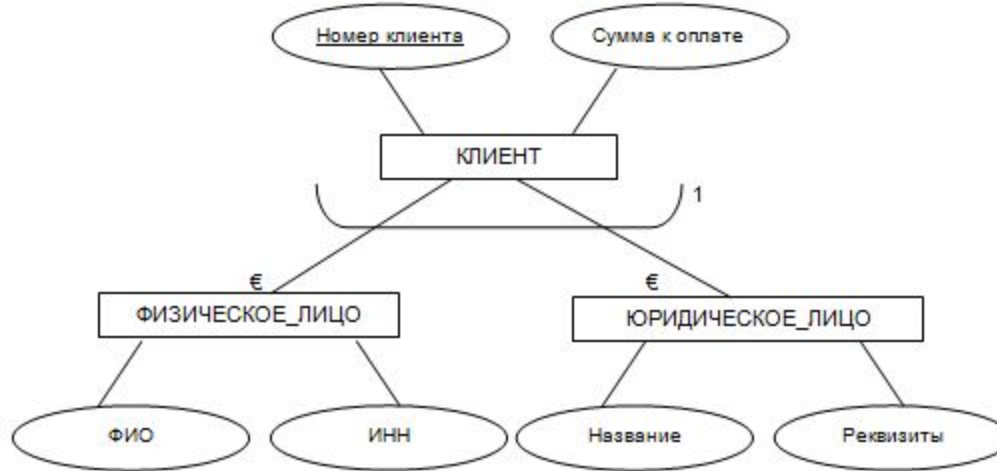 Номер клиента
Сумма к оплате
КЛИЕНТ
1
€
€
ФИЗИЧЕСКОЕ_ЛИЦО
ЮРИДИЧЕСКОЕ_ЛИЦО
ФИО
ИНН
Название
Реквизиты